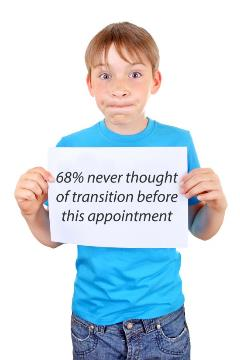 68% never thought
of transition before
this appointment